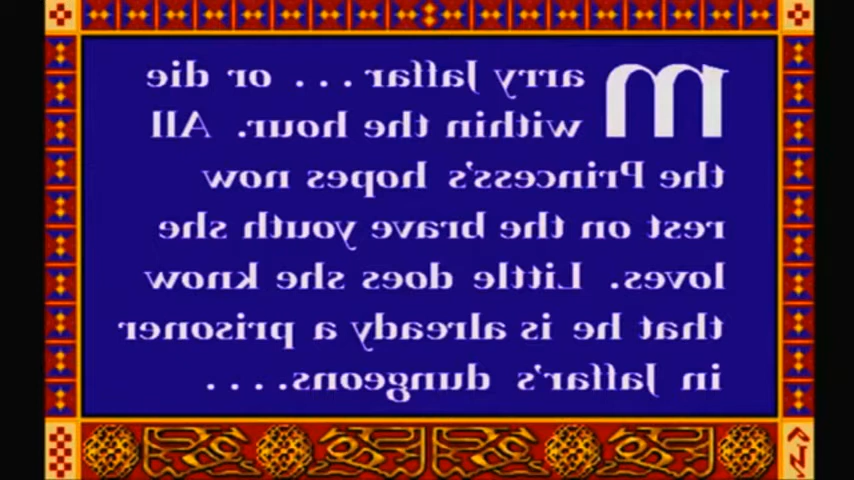 Marry Jaffar... or die
within the hour. All
the Princess's hopes now
rest on the brave youth she
loves. Little does she know
that he is already a prisoner
in Jaffar's dungeons....